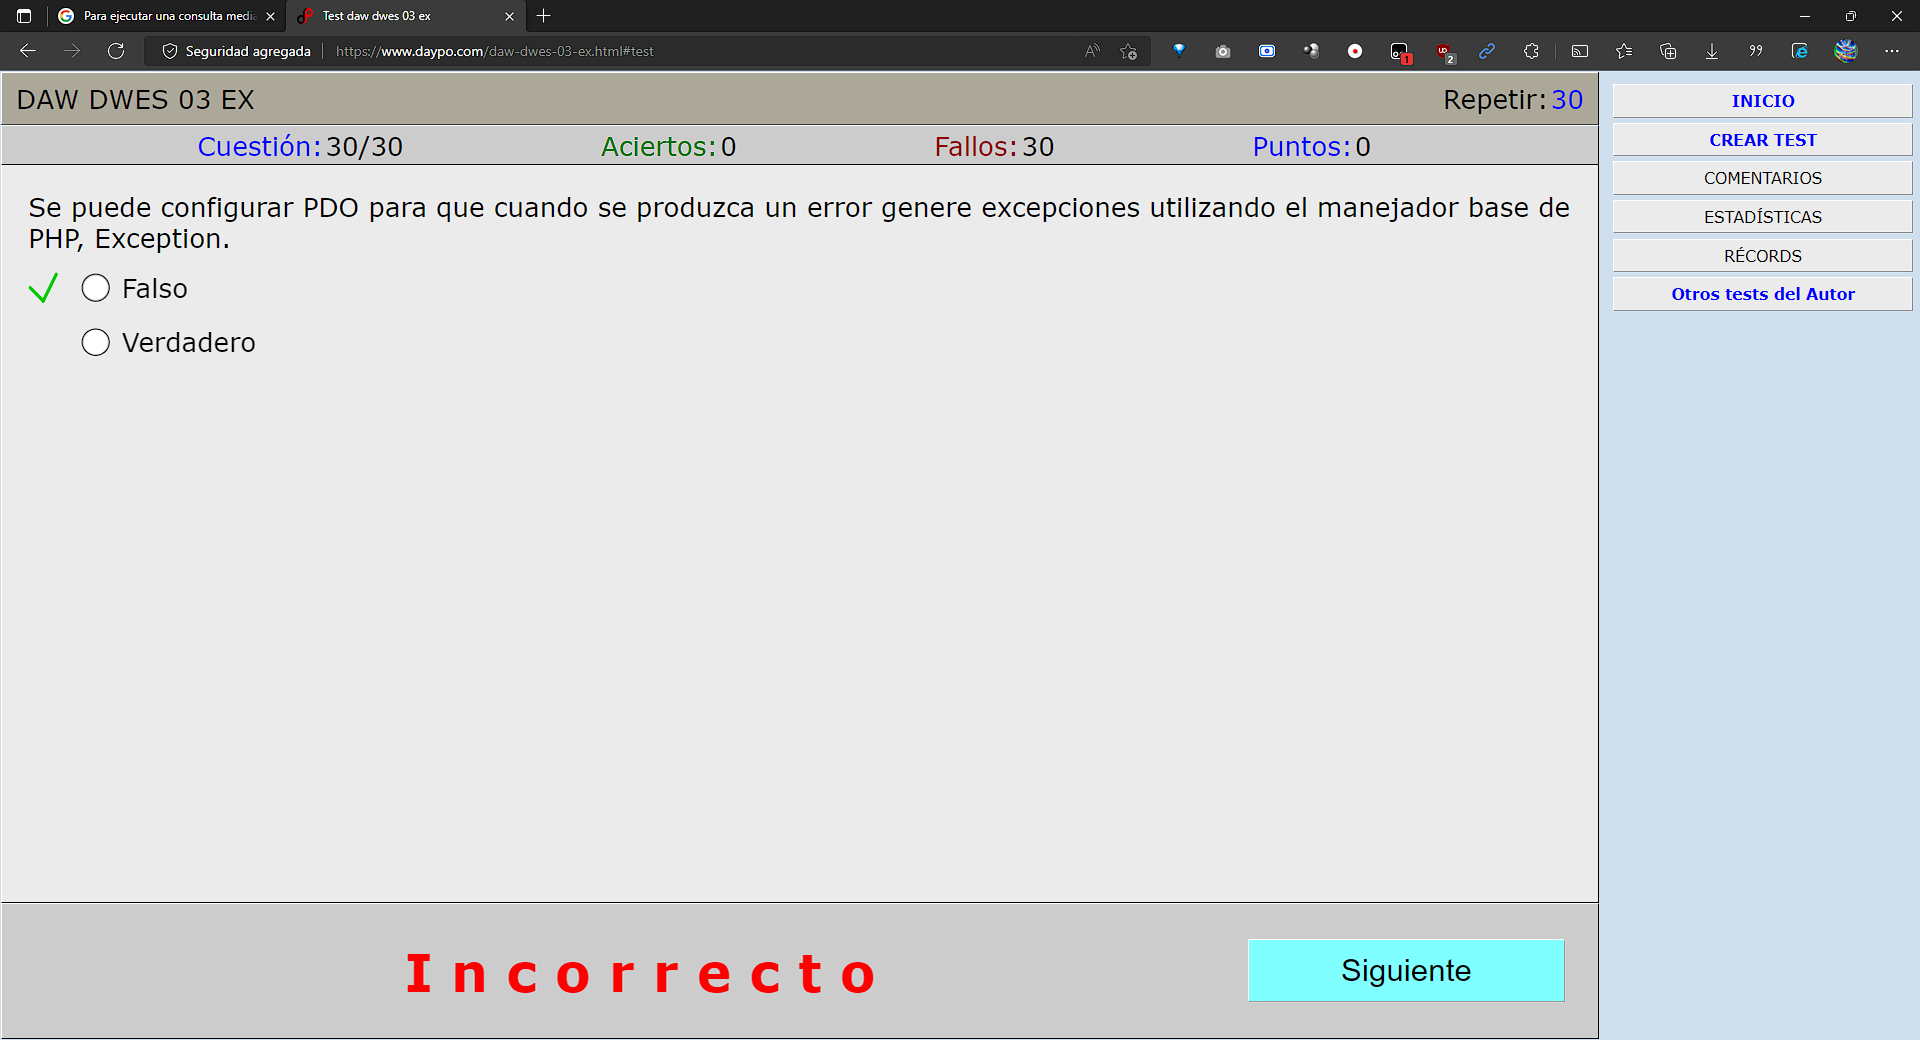 Para ejecutar una consulta media
Test daw dwes 03 ex
Seguridad agregada
https://www.daypo.com/daw-dwes-03-ex.html#test
1
2
DAW DWES 03 EX
Repetir: 30
Cuestión: 30/30
Aciertos: 0
Fallos: 30
Puntos: 0
Se puede configurar PDO para que cuando se produzca un error genere excepciones utilizando el manejador base de
PHP, Exception.
Falso
Verdadero
Incorrecto
Siguiente
INICIO
CREAR TEST
COMENTARIOS
ESTADÍSTICAS
RÉCORDS
Otros tests del Autor